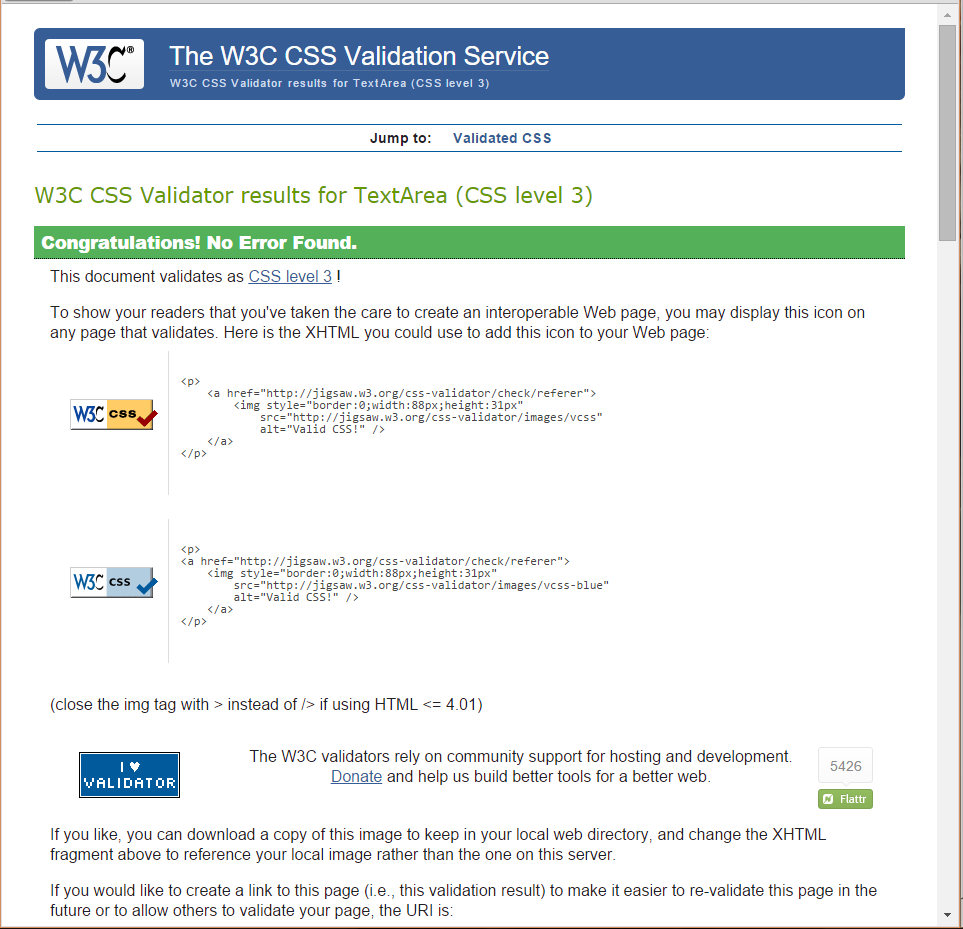 W3C®
The W3C CSS Validation Service
W3C CSS Validator results for TextArea (CSS level 3)
Jump to: Validated CSS
W3C CSS Validator results for TextArea (CSS level 3)
Congratulations! No Error Found.
This document validates as CSS level 3 !
To show your readers that you've taken the care to create an interoperable Web page, you may display this icon on
any page that validates. Here is the XHTML you could use to add this icon to your Web page:
W3C css
<p>
    <a href="http://jigsaw.w3.org/css-validator/check/referer">
        <img style="border:0;width:88px;height:31px"
            src="http://jigsaw.w3.org/css-validator/images/vcss"
            alt="Valid CSS!" />
    </a>
</p>
W3C css
<p>
<a href="http://jigsaw.w3.org/css-validator/check/referer">
    <img style="border:0;width:88px;height:31px"
        src="http://jigsaw.w3.org/css-validator/images/vcss-blue"
        alt="Valid CSS!" />
    </a>
</p>
(close the img tag with > instead of /> if using HTML <= 4.01)
I ♥
VALIDATOR
The W3C validators rely on community support for hosting and development.
Donate and help us build better tools for a better web.
5426
Flattr
If you like, you can download a copy of this image to keep in your local web directory, and change the XHTML
fragment above to reference your local image rather than the one on this server.
If you would like to create a link to this page (i.e., this validation result) to make it easier to re-validate this page in the
future or to allow others to validate your page, the URI is: